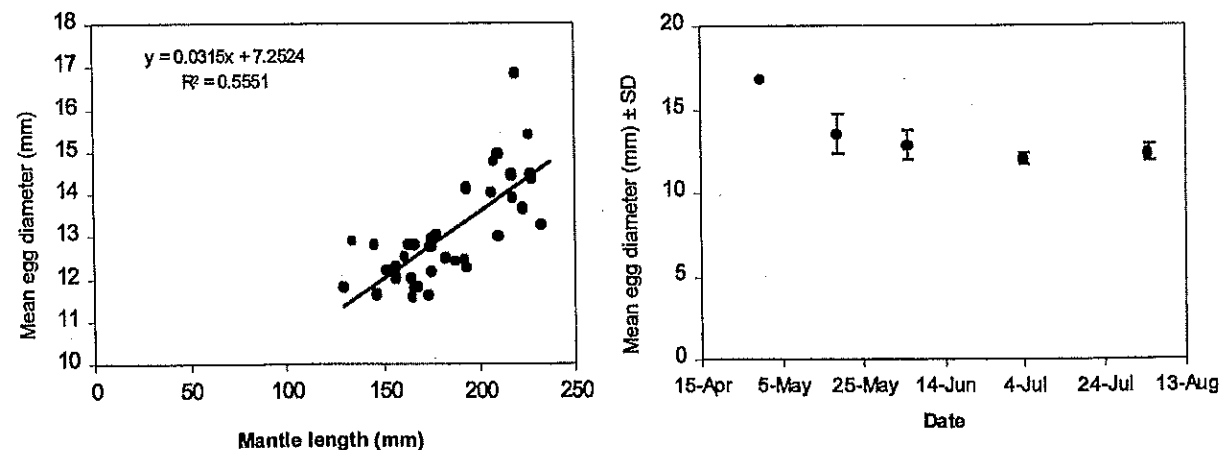 18
17
16
15
14
13
12
11
10
Mean egg diameter (mm)
y = 0.0315x + 7.2524
R² = 0.5551
0 50 100 150 200 250
Mantle length (mm)
20
15
10
5
0
Mean egg diameter (mm) ± SD
15-Apr 5-May 25-May 14-Jun 4-Jul 24-Jul 13-Aug
Date